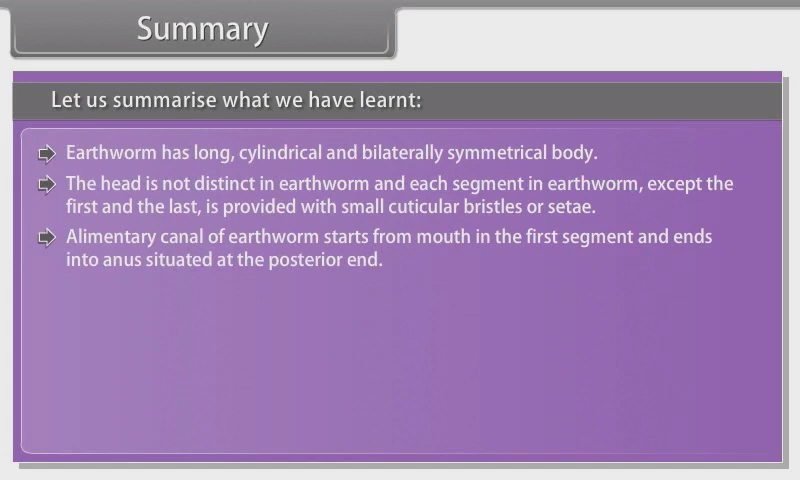 Summary
Let us summarise what we have learnt:
Earthworm has long, cylindrical and bilaterally symmetrical body.
The head is not distinct in earthworm and each segment in earthworm, except the
first and the last, is provided with small cuticular bristles or setae.
Alimentary canal of earthworm starts from mouth in the first segment and ends
into anus situated at the posterior end.